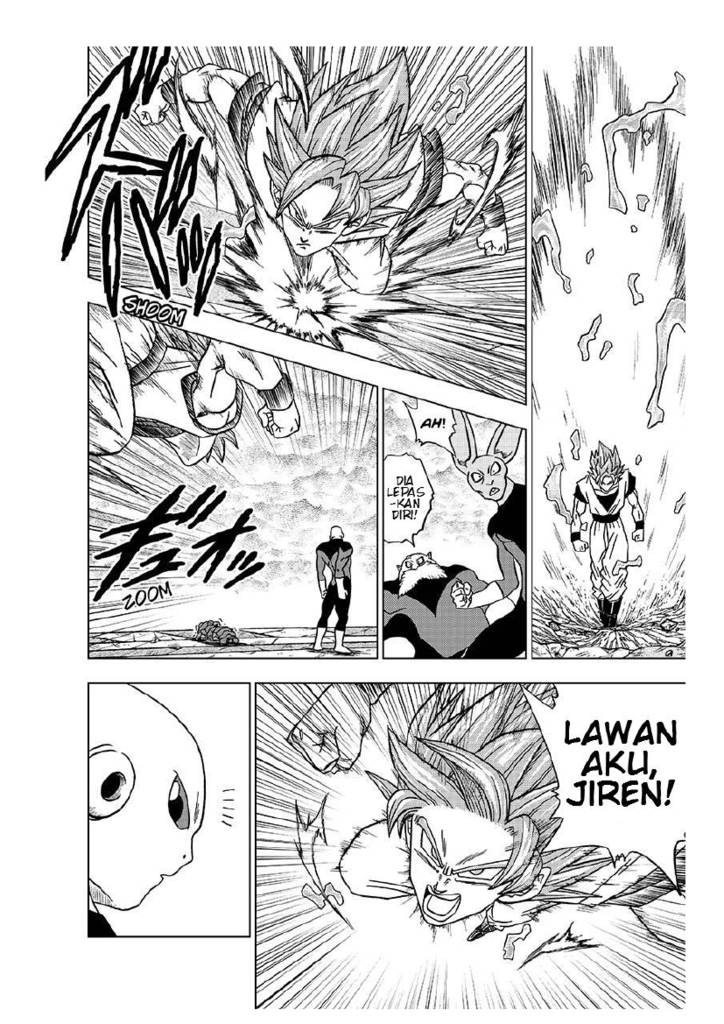 SHOOM
AH!
DIA
LEPAS
-KAN
DIRI!!
ギュオッ
ZOOM
LAWAN
AKU,
JIREN!